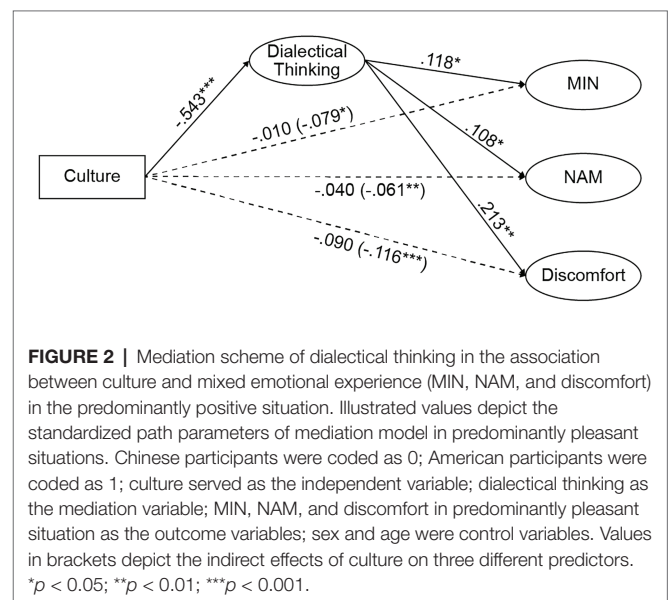 Dialectical
Thinking
-.543***
.118*
MIN
-.010 (-.079*)
.108*
Culture
NAM
-.040 (-.061**)
.213**
-.090 (-.116***)
Discomfort
FIGURE 2 | Mediation scheme of dialectical thinking in the association
between culture and mixed emotional experience (MIN, NAM, and discomfort)
in the predominantly positive situation. Illustrated values depict the
standardized path parameters of mediation model in predominantly pleasant
situations. Chinese participants were coded as 0; American participants were
coded as 1; culture served as the independent variable; dialectical thinking as
the mediation variable; MIN, NAM, and discomfort in predominantly pleasant
situation as the outcome variables; sex and age were control variables. Values
in brackets depict the indirect effects of culture on three different predictors.
*p < 0.05; **p < 0.01; ***p < 0.001.